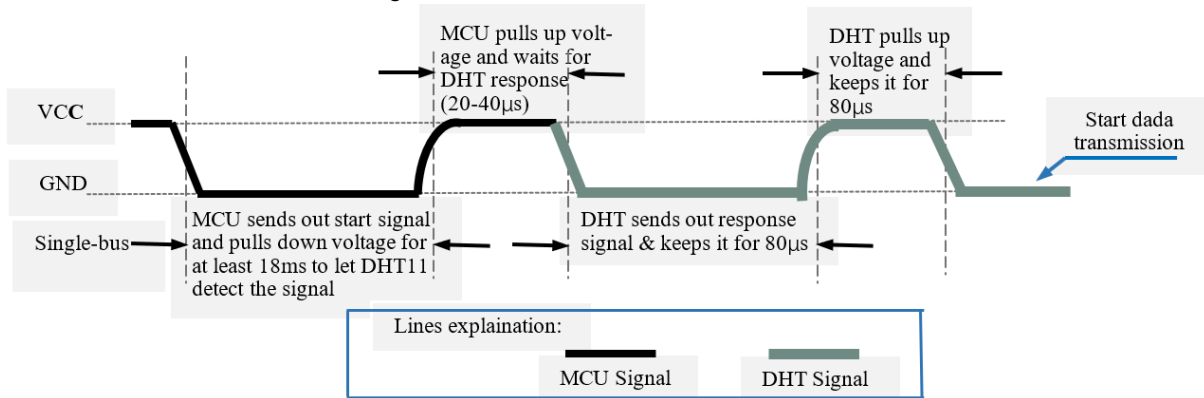 MCU pulls up volt-
age and waits for
DHT response
(20-40μs)
DHT pulls up
voltage and
keeps it for
80μs
VCC
Start dada
transmission
GND
Single-bus
MCU sends out start signal
and pulls down voltage for
at least 18ms to let DHT11
detect the signal
DHT sends out response
signal & keeps it for 80μs
Lines explaination:
MCU Signal
DHT Signal